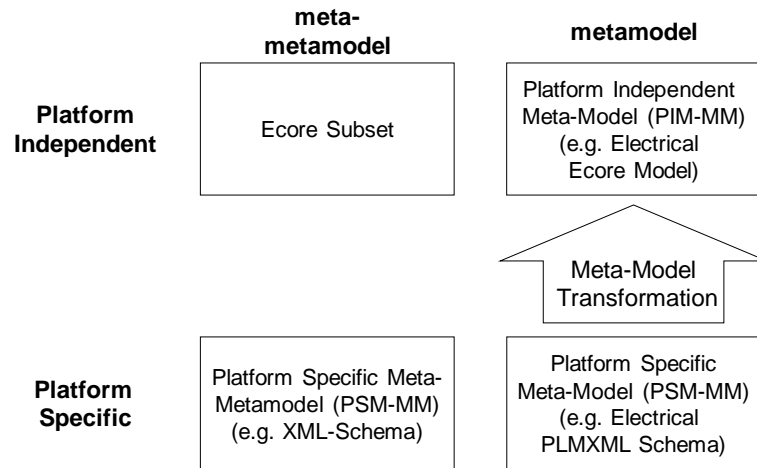 meta-
metamodel
metamodel
Platform
Independent
Ecore Subset
Platform Independent
Meta-Model (PIM-MM)
(e.g. Electrical
Ecore Model)
Meta-Model
Transformation
Platform
Specific
Platform Specific Meta-
Metamodel (PSM-MM)
(e.g. XML-Schema)
Platform Specific
Meta-Model (PSM-MM)
(e.g. Electrical
PLMXML Schema)